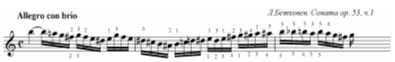 Allegro con brio
Л.Бетховен. Соната ор. 53, ч.1